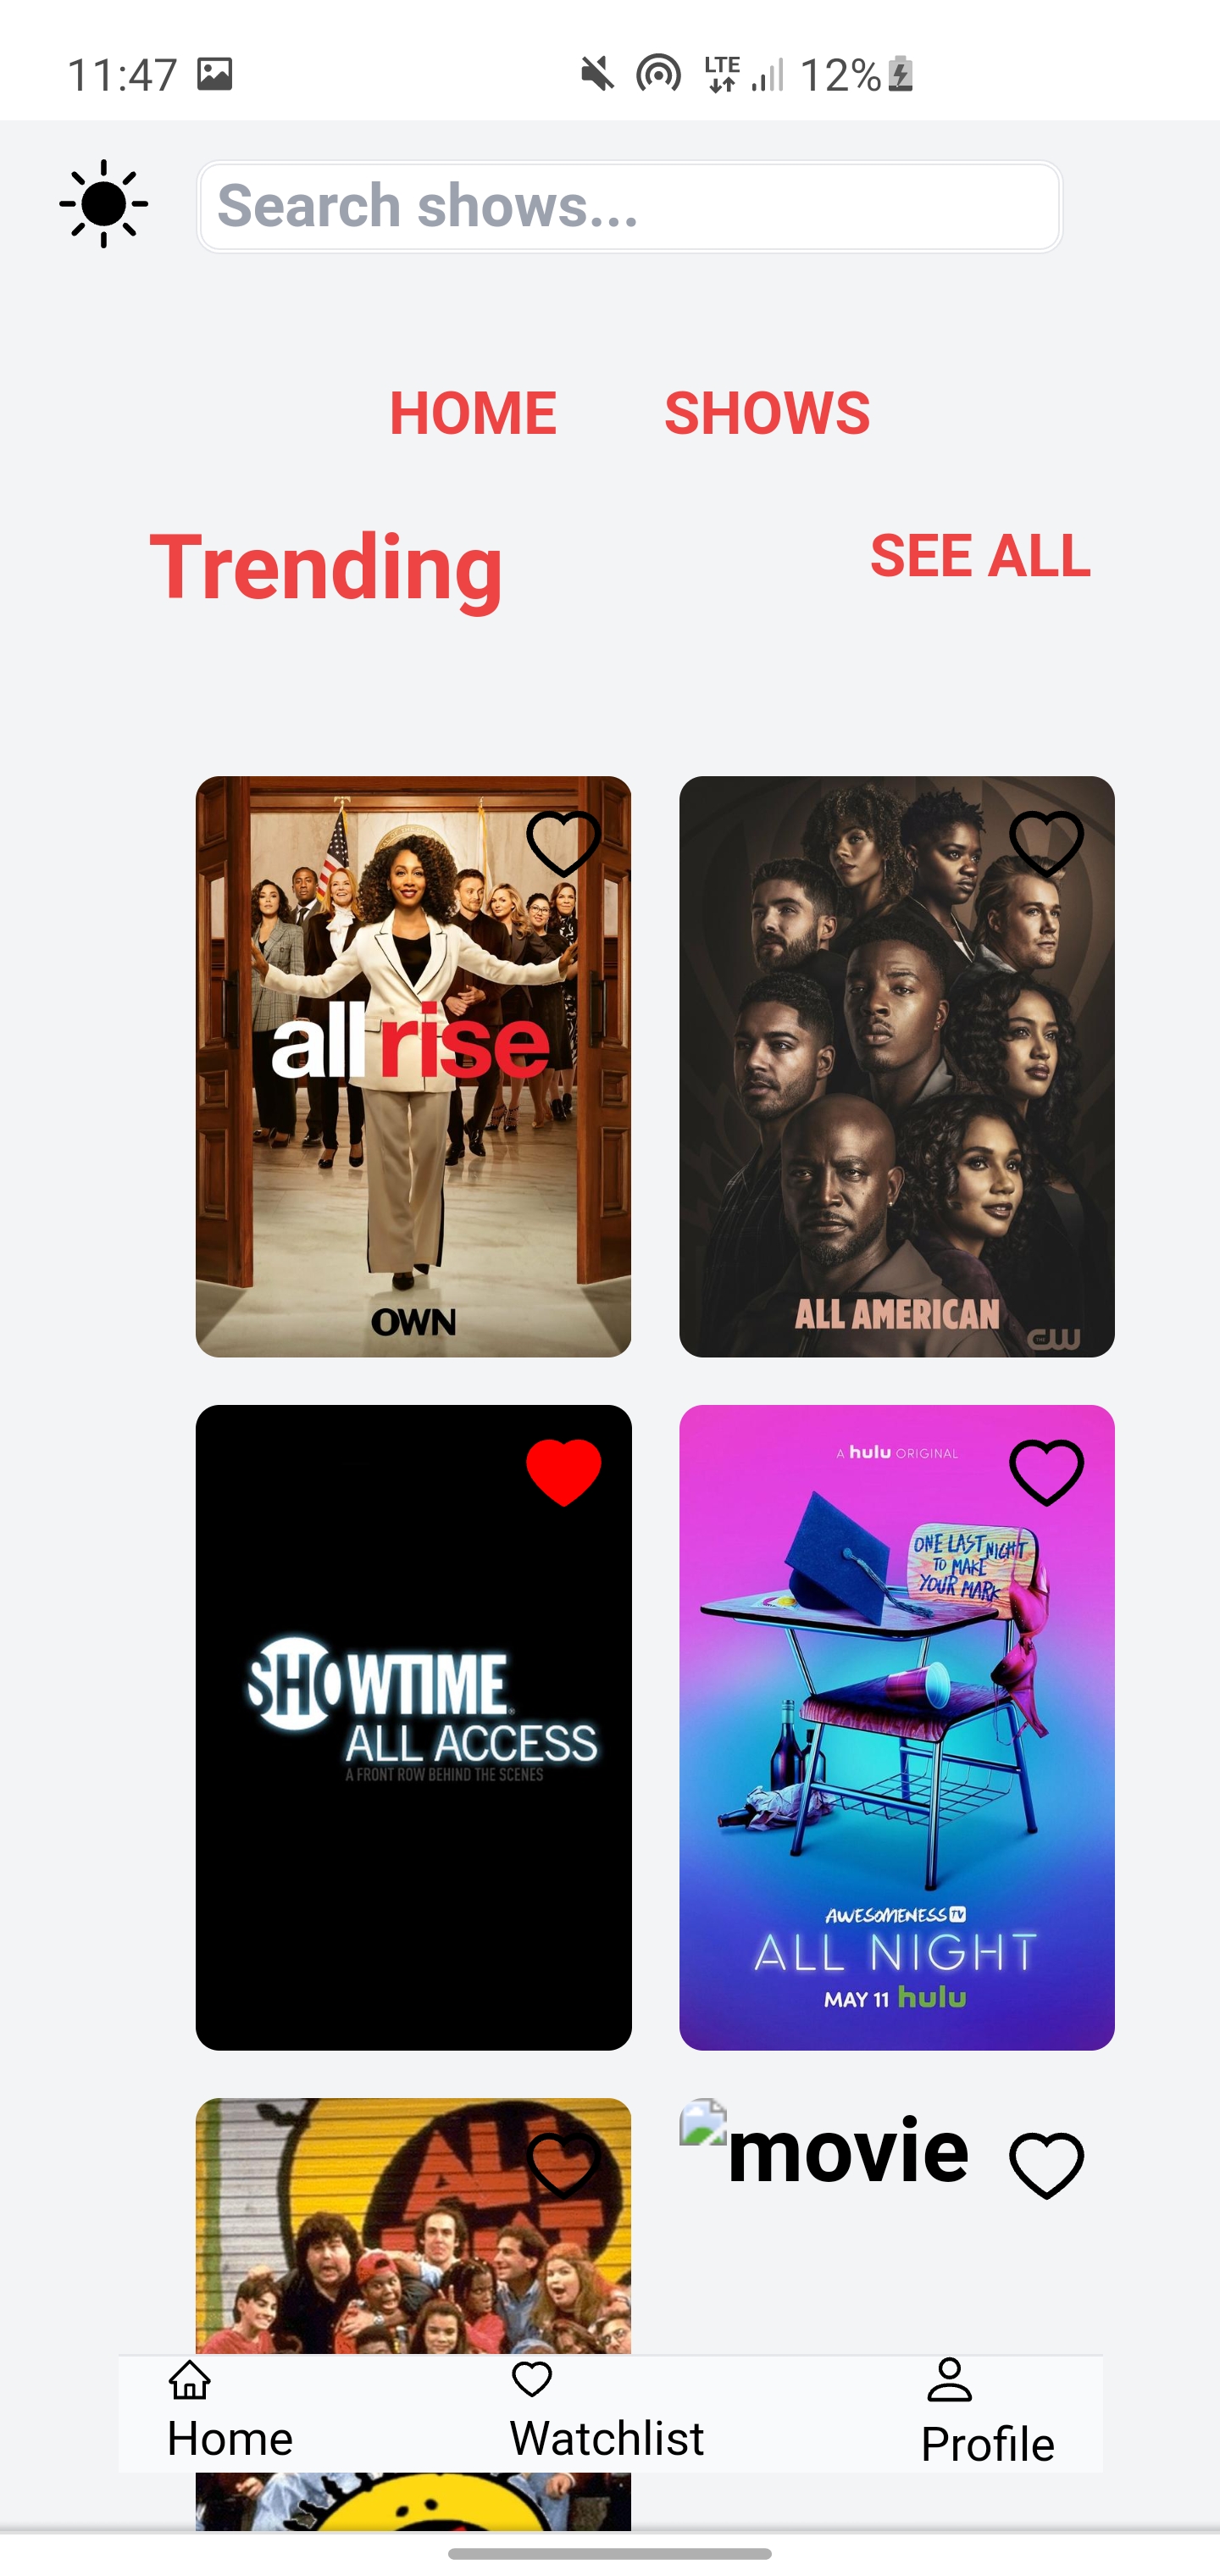 11:47 LTE 12%
Search shows...
HOME SHOWS
Trending SEE ALL
all rise
OWN
ALL AMERICAN
THE CW
SHOWTIME
ALL ACCESS
A FRONT ROW BEHIND THE SCENES
A hulu ORIGINAL
ONE LAST NIGHT
TO MAKE
YOUR MARK
AWESOMENESS TV
ALL NIGHT
MAY 11 hulu
ALL
movie
Home Watchlist Profile